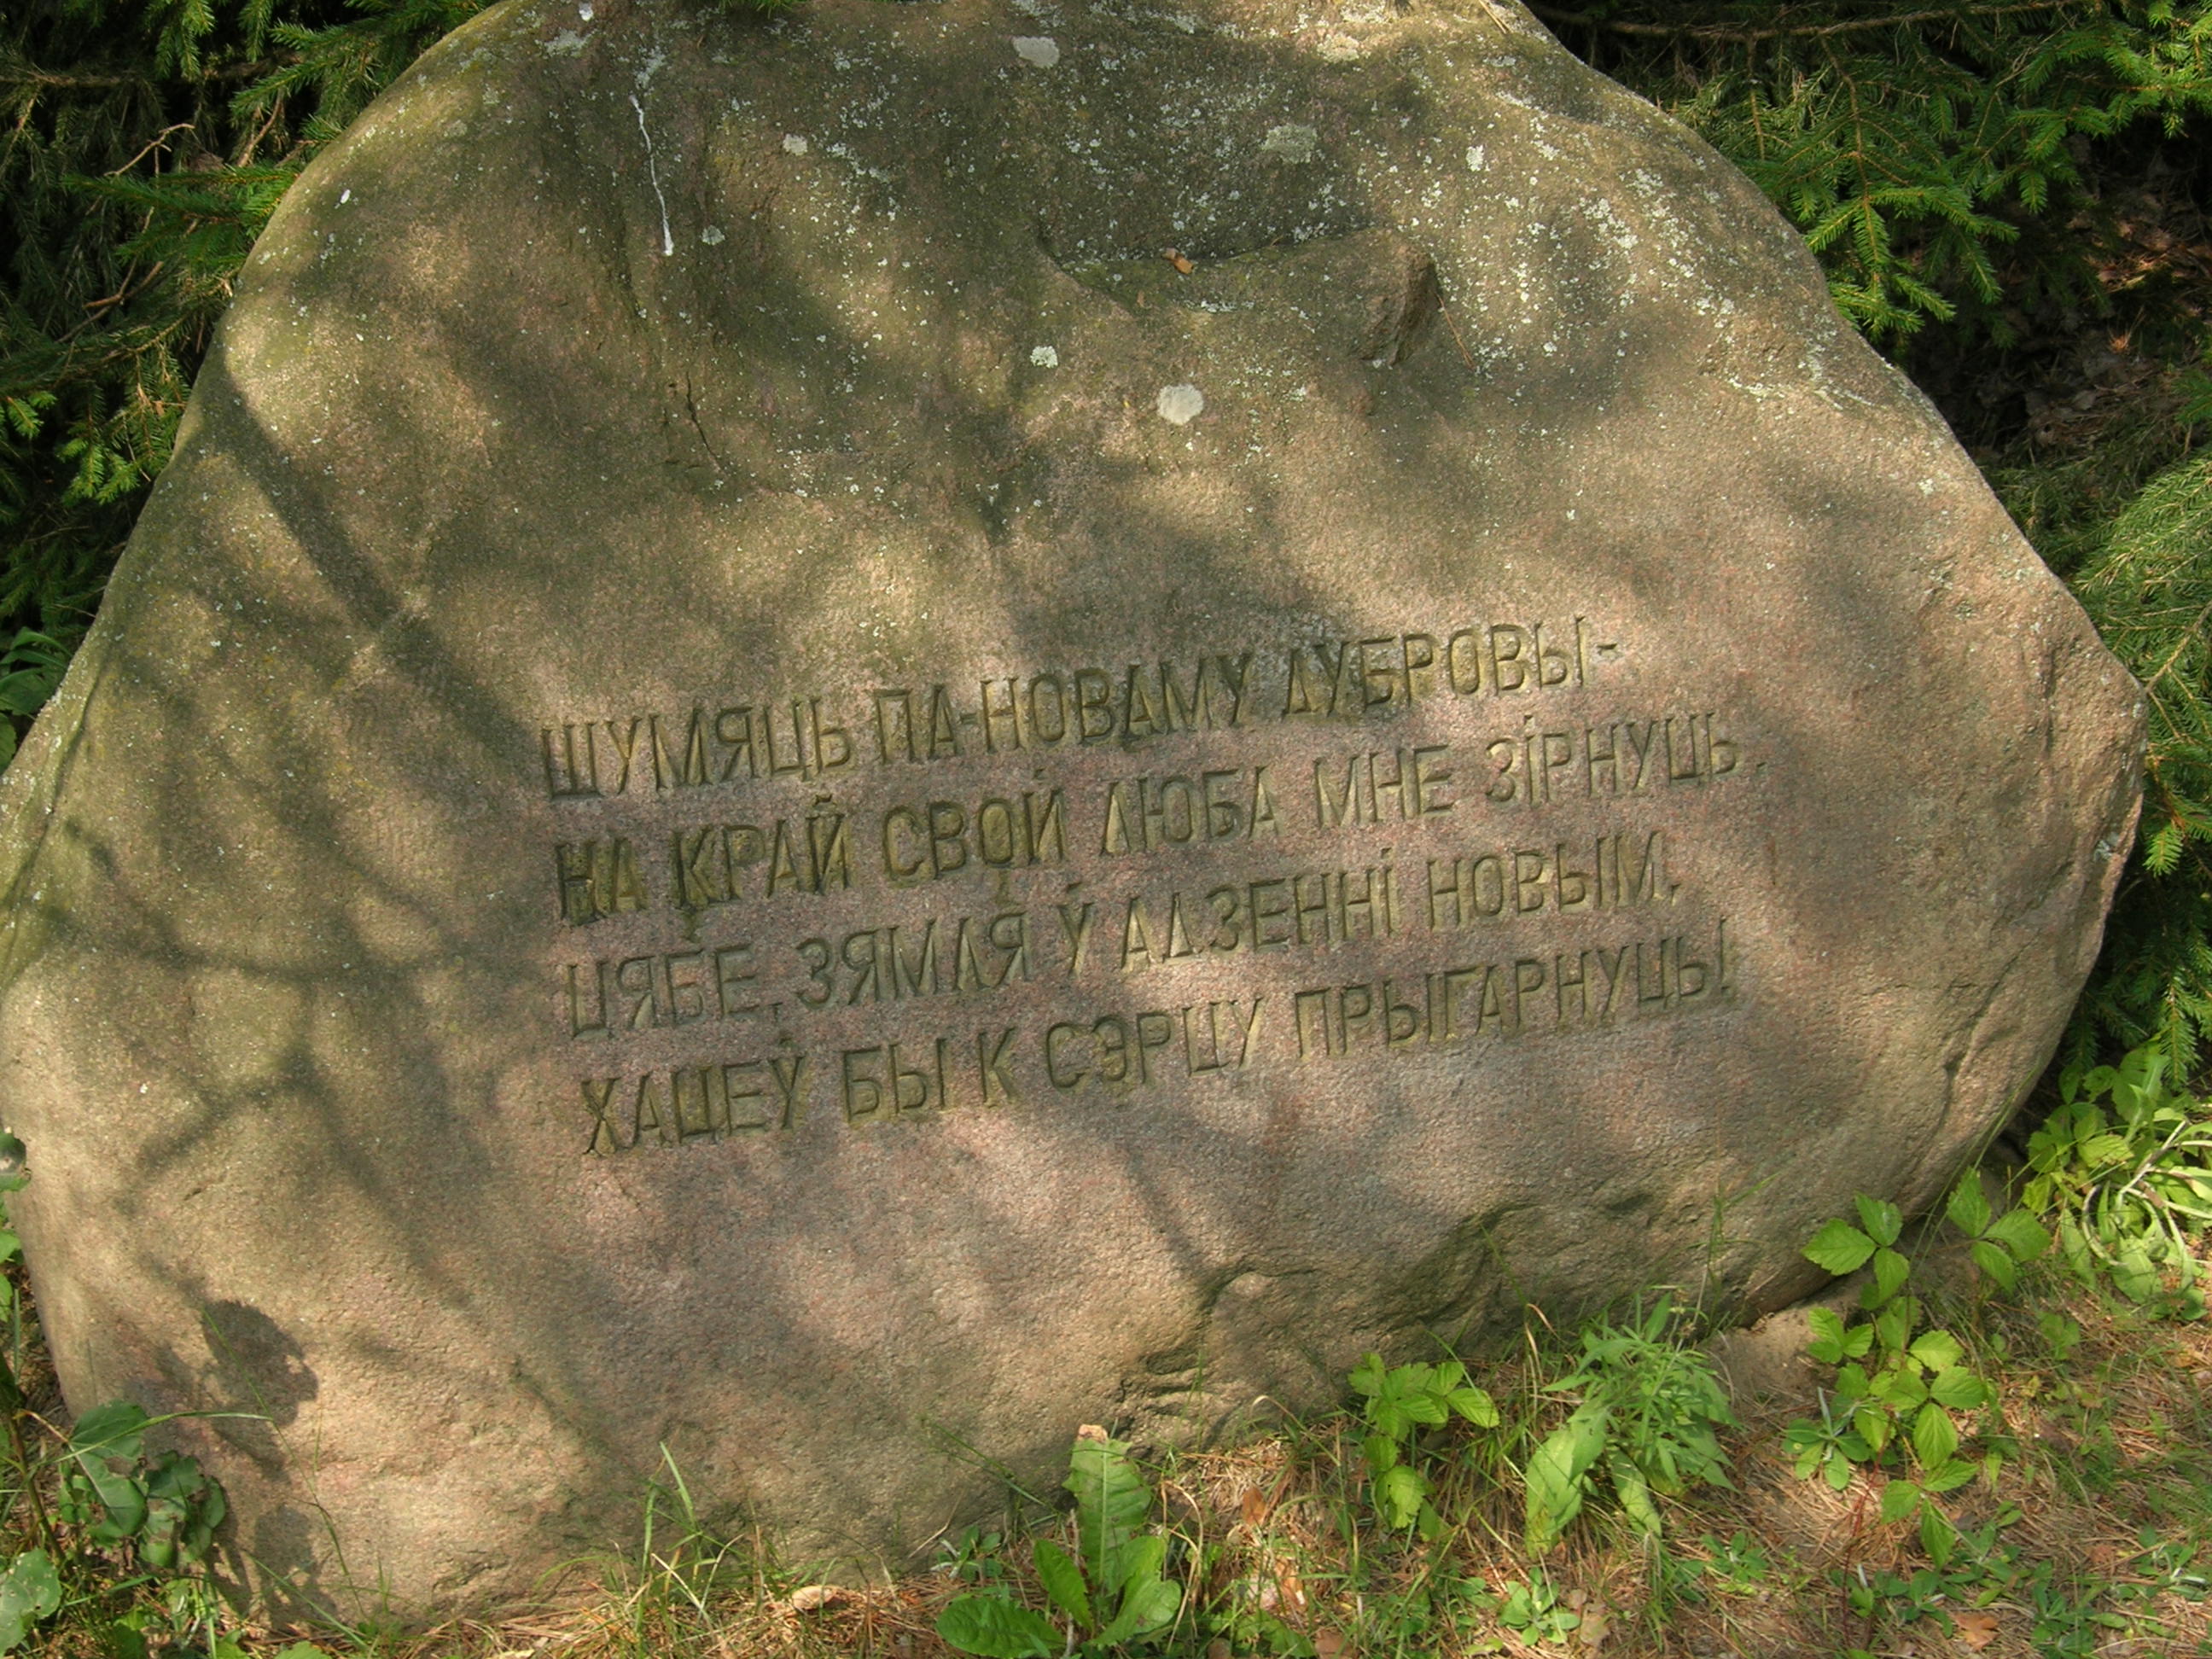 ШУМЯЦЬ ПА-НОВАМУ ДУБРОВЫ-
НА КРАЙ СВОЙ ЛЮБА МНЕ ЗІРНУЦЬ.
ЦЯБЕ, ЗЯМЛЯ Ў АДЗЕННІ НОВЫМ,
ХАЦЕЎ БЫ К СЭРЦУ ПРЫГАРНУЦЬ!